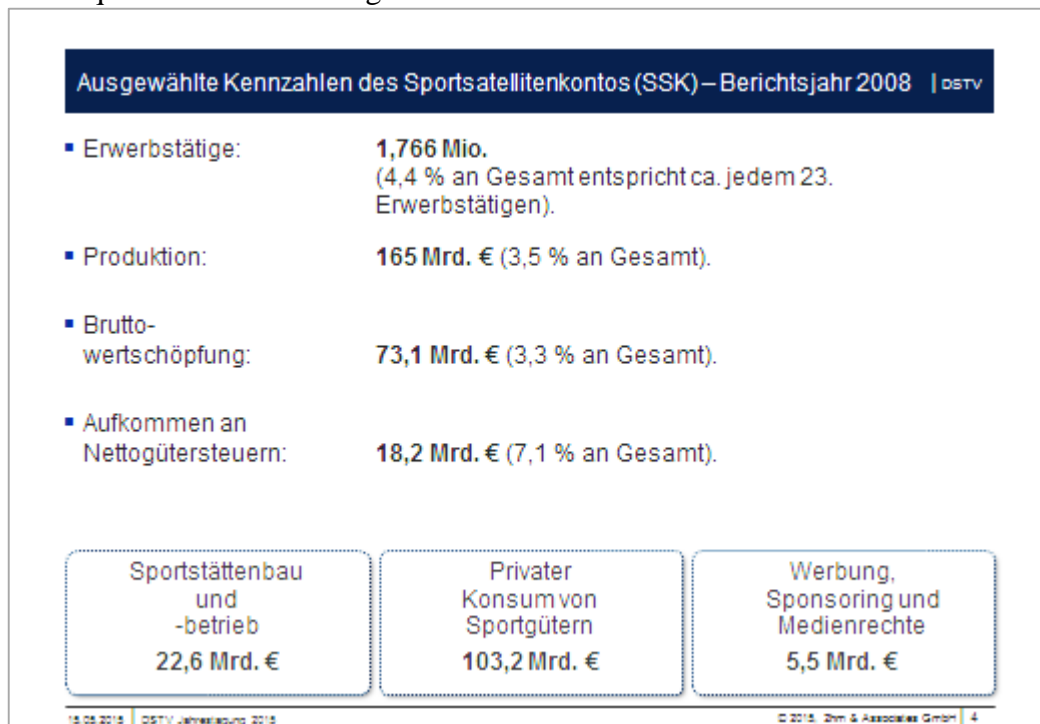 Ausgewählte Kennzahlen des Sportsatellitenkontos (SSK) – Berichtsjahr 2008 | DSTV
▪ Erwerbstätige: 1,766 Mio.
(4,4 % an Gesamt entspricht ca. jedem 23.
Erwerbstätigen).
▪ Produktion: 165 Mrd. € (3,5 % an Gesamt).
▪ Brutto-
wertschöpfung: 73,1 Mrd. € (3,3 % an Gesamt).
▪ Aufkommen an
Nettogütersteuern: 18,2 Mrd. € (7,1 % an Gesamt).
Sportstättenbau
und
-betrieb
22,6 Mrd. €
Privater
Konsum von
Sportgütern
103,2 Mrd. €
Werbung,
Sponsoring und
Medienrechte
5,5 Mrd. €
DSTV Jahrestagung 2015
© 2015, 2hm & Associates GmbH | 4